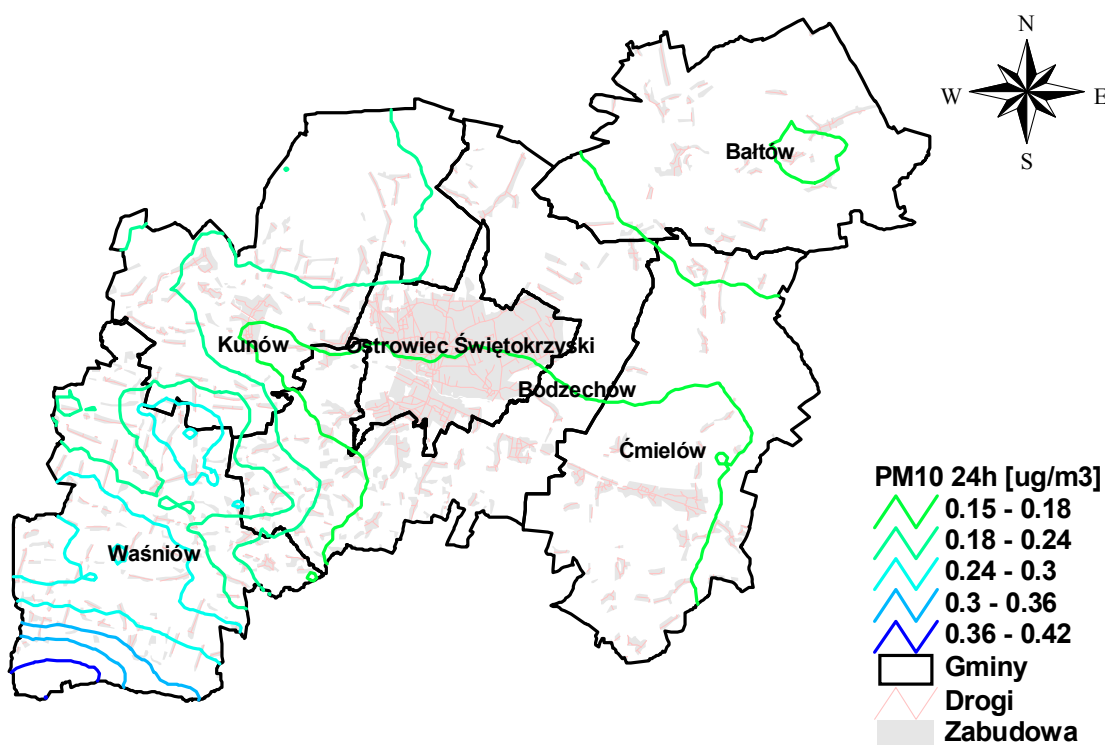 N
W E
S
Bałtów
Kunów
Ostrowiec Świętokrzyski
Bodzechów
Ćmielów
Waśniów
PM10 24h [ug/m3]
0.15 - 0.18
0.18 - 0.24
0.24 - 0.3
0.3 - 0.36
0.36 - 0.42
Gminy
Drogi
Zabudowa